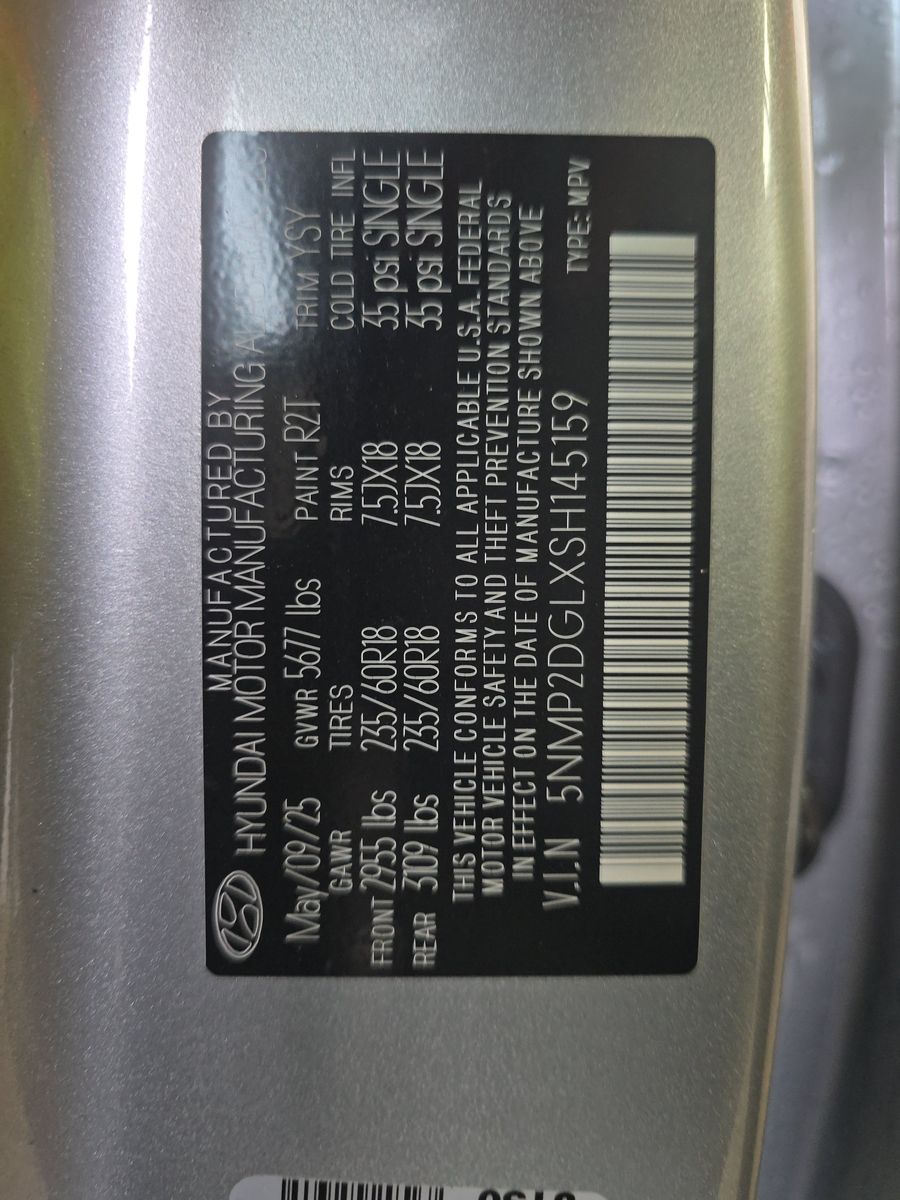 MANUFACTURED BY
HYUNDAI MOTOR MANUFACTURING
May/09/25 GVWR 5677 lbs PAINT R2T TRIM YSY
GAWR TIRES RIMS COLD TIRE INFL
FRONT 2955 lbs 235/60R18 7.5JX18 35 psi SINGLE
REAR 3109 lbs 235/60R18 7.5JX18 35 psi SINGLE
THIS VEHICLE CONFORMS TO ALL APPLICABLE U.S.A. FEDERAL
MOTOR VEHICLE SAFETY AND THEFT PREVENTION STANDARDS
IN EFFECT ON THE DATE OF MANUFACTURE SHOWN ABOVE
V.I.N 5NMP2DGLXSH145159 TYPE: MPV